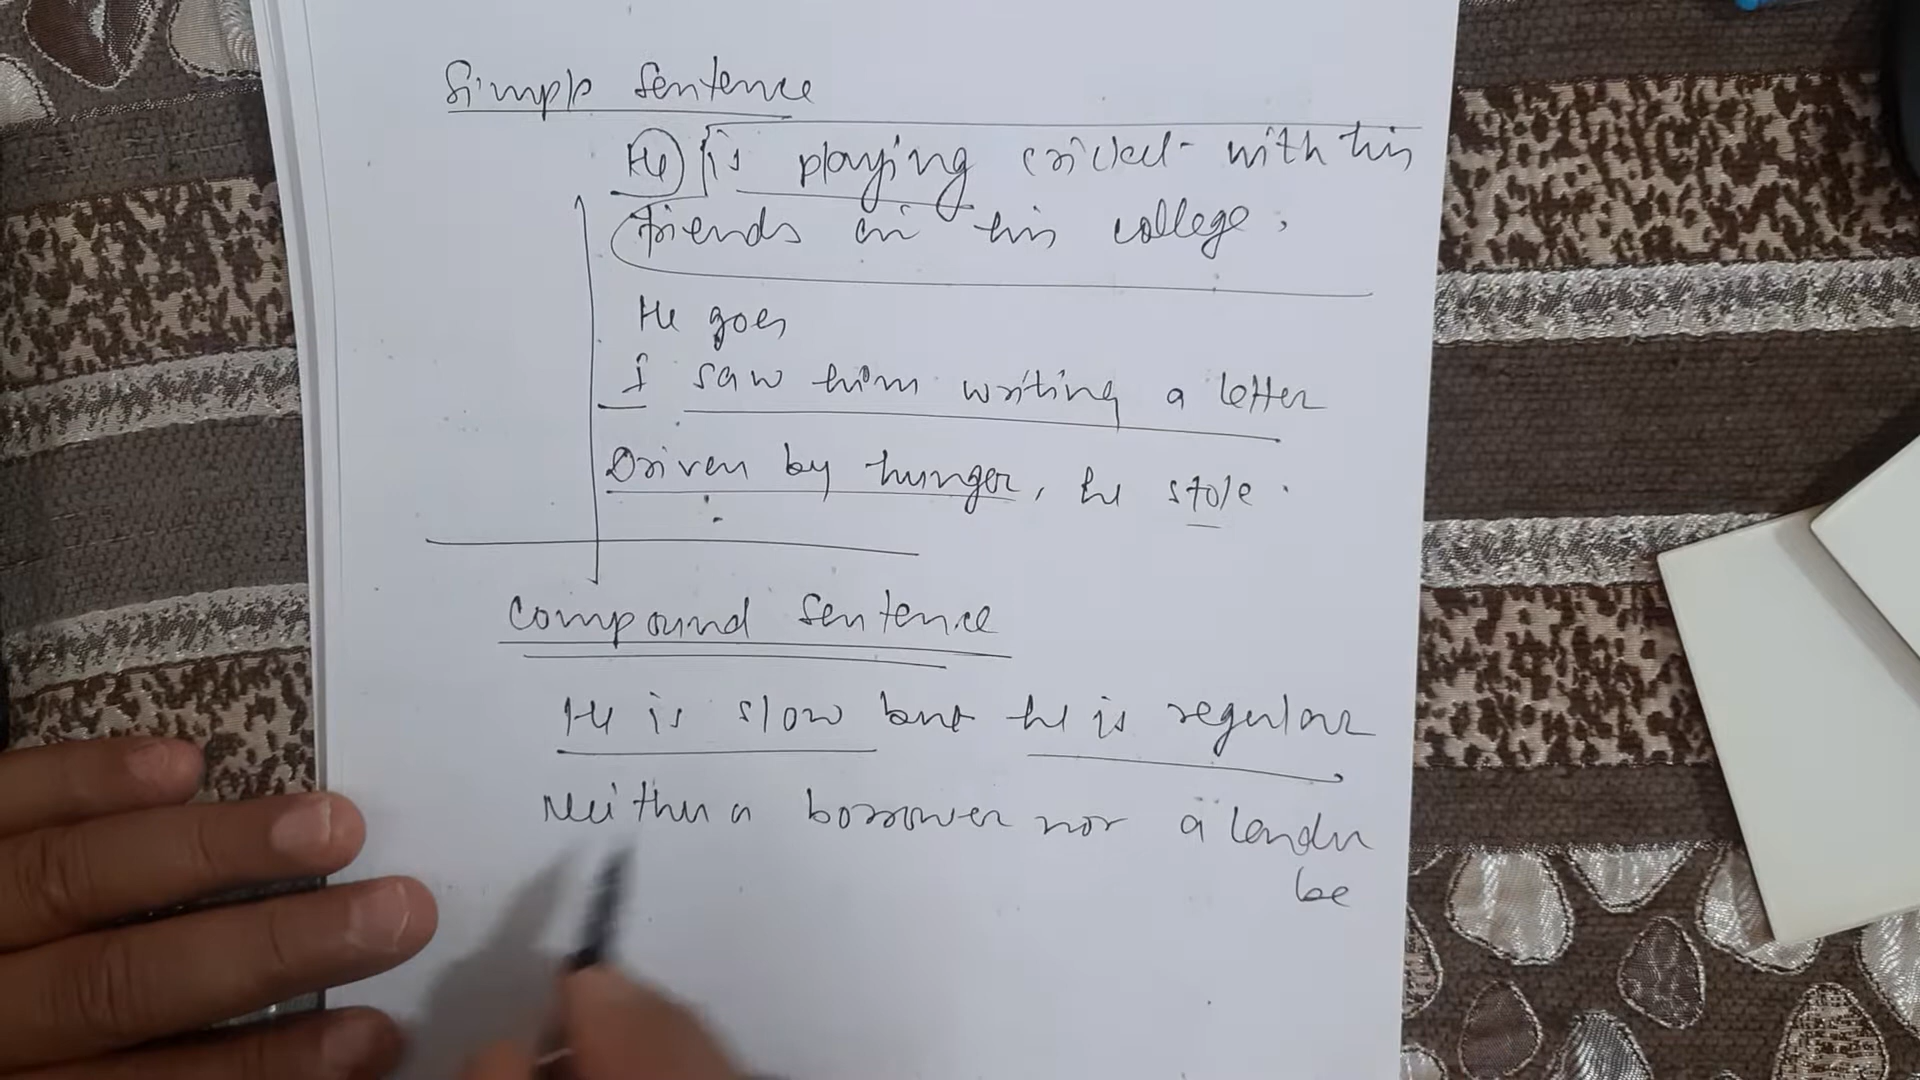 Simple Sentence
He is playing cricket with his
friends in his college.
He goes
I saw him writing a letter
Driven by hunger, he stole.
Compound Sentence
He is slow but he is regular
Neither a borrower nor a lender
be